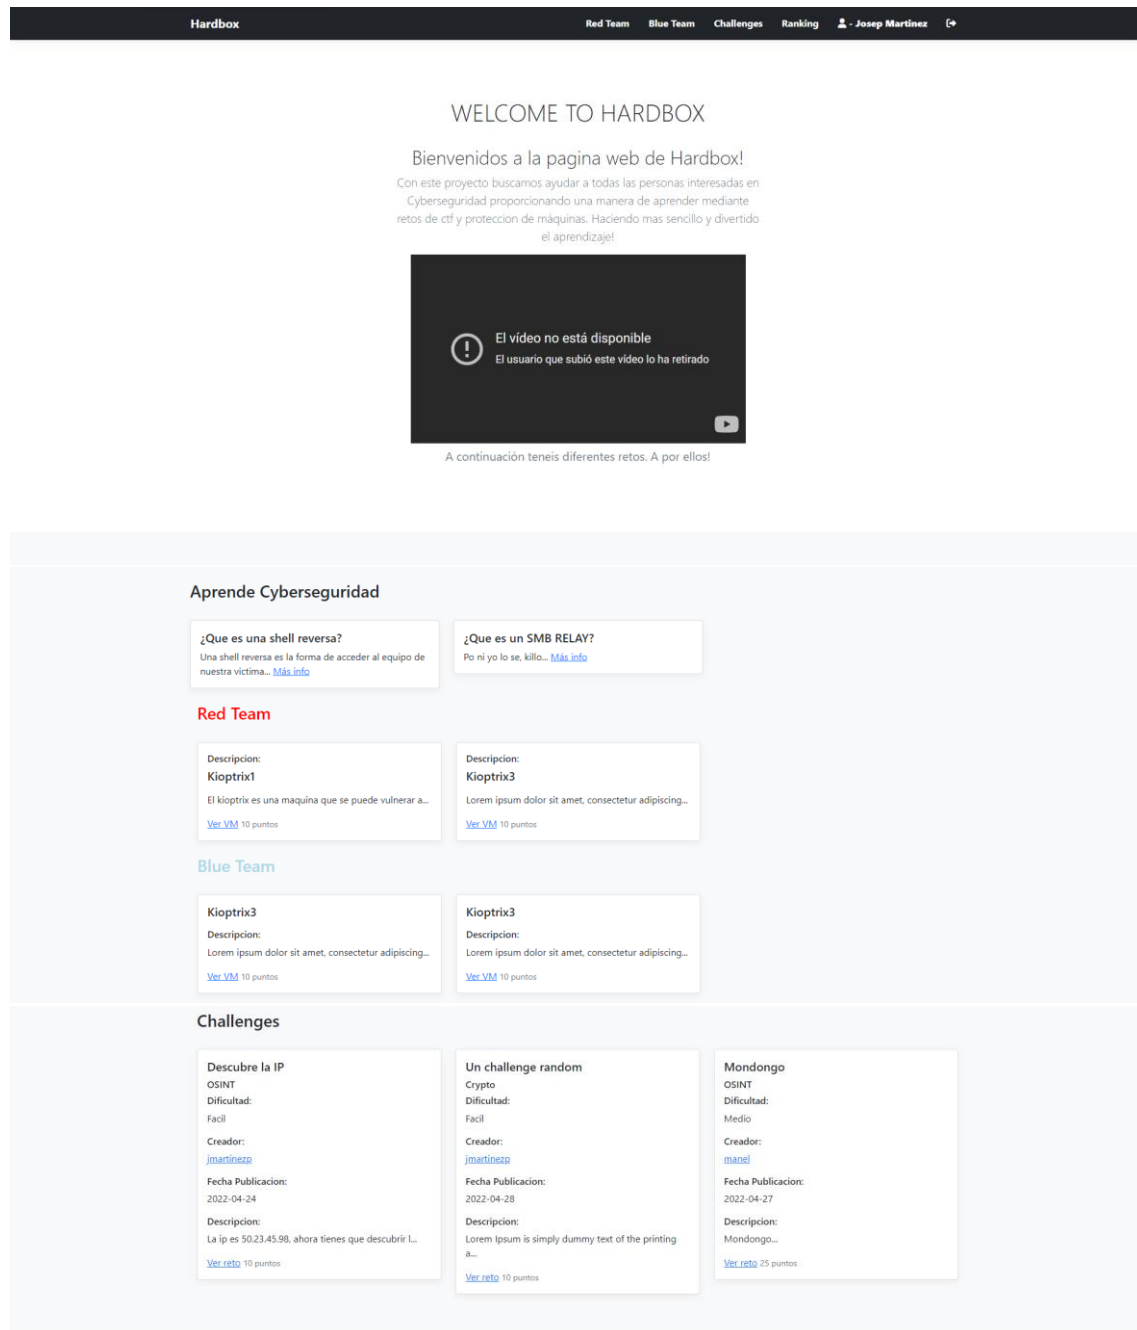 Hardbox Red Team Blue Team Challenges Ranking - Josep Martinez
WELCOME TO HARDBOX
Bienvenidos a la pagina web de Hardbox!
Con este proyecto buscamos ayudar a todas las personas interesadas en
Cyberseguridad proporcionando una manera de aprender mediante
retos de ctf y proteccion de máquinas. Haciendo mas sencillo y divertido
el aprendizaje!
El vídeo no está disponible
El usuario que subió este vídeo lo ha retirado
A continuación teneis diferentes retos. A por ellos!
Aprende Cyberseguridad
¿Que es una shell reversa?
Una shell reversa es la forma de acceder al equipo de
nuestra victima... Más info
¿Que es un SMB RELAY?
Po ni yo lo se, killo... Más info
Red Team
Descripcion:
Kioptrix1
El kioptrix es una maquina que se puede vulnerar a...
Ver VM 10 puntos
Descripcion:
Kioptrix3
Lorem ipsum dolor sit amet, consectetur adipiscing...
Ver VM 10 puntos
Blue Team
Kioptrix3
Descripcion:
Lorem ipsum dolor sit amet, consectetur adipiscing...
Ver VM 10 puntos
Kioptrix3
Descripcion:
Lorem ipsum dolor sit amet, consectetur adipiscing...
Ver VM 10 puntos
Challenges
Descubre la IP
OSINT
Dificultad:
Facil
Creador:
jmartinezp
Fecha Publicacion:
2022-04-24
Descripcion:
La ip es 50.23.45.98, ahora tienes que descubrir l...
Ver reto 10 puntos
Un challenge random
Crypto
Dificultad:
Facil
Creador:
jmartinezp
Fecha Publicacion:
2022-04-28
Descripcion:
Lorem Ipsum is simply dummy text of the printing
a...
Ver reto 10 puntos
Mondongo
OSINT
Dificultad:
Medio
Creador:
manel
Fecha Publicacion:
2022-04-27
Descripcion:
Mondongo...
Ver reto 25 puntos